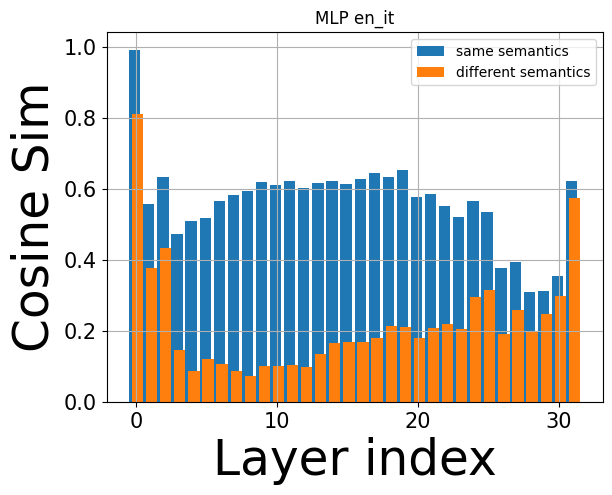 MLP en_it
same semantics
different semantics
Cosine Sim
1.0
0.8
0.6
0.4
0.2
0.0
0
10
20
30
Layer index